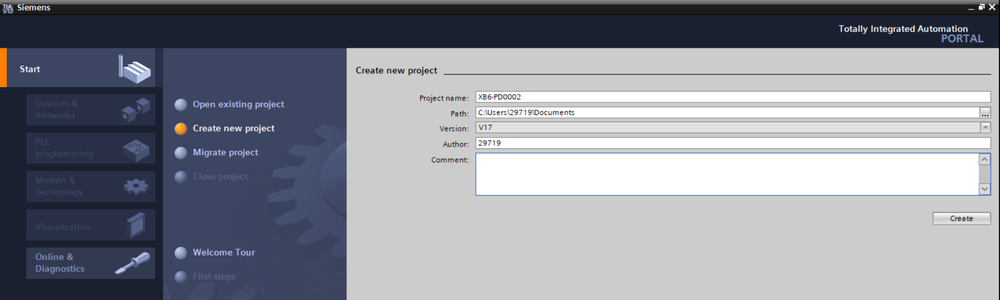 TIA
V17
Siemens
Totally Integrated Automation
PORTAL
Start
Devices &
networks
PLC
programming
Motion &
technology
Visualization
Online &
Diagnostics
Open existing project
Create new project
Migrate project
Close project
Welcome Tour
First steps
Create new project
Project name: XB6-PD0002
Path: C:\Users\29719\Documents
...
Version: V17
Author: 29719
Comment:
Create